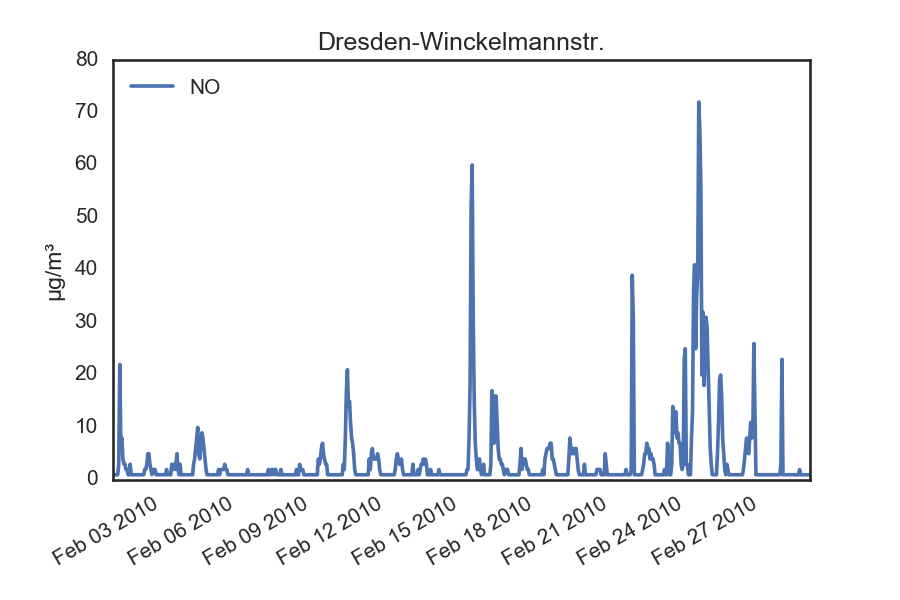 Dresden-Winckelmannstr.
80
NO
70
60
50
µg/m³
40
30
20
10
0
Feb 03 2010
Feb 06 2010
Feb 09 2010
Feb 12 2010
Feb 15 2010
Feb 18 2010
Feb 21 2010
Feb 24 2010
Feb 27 2010